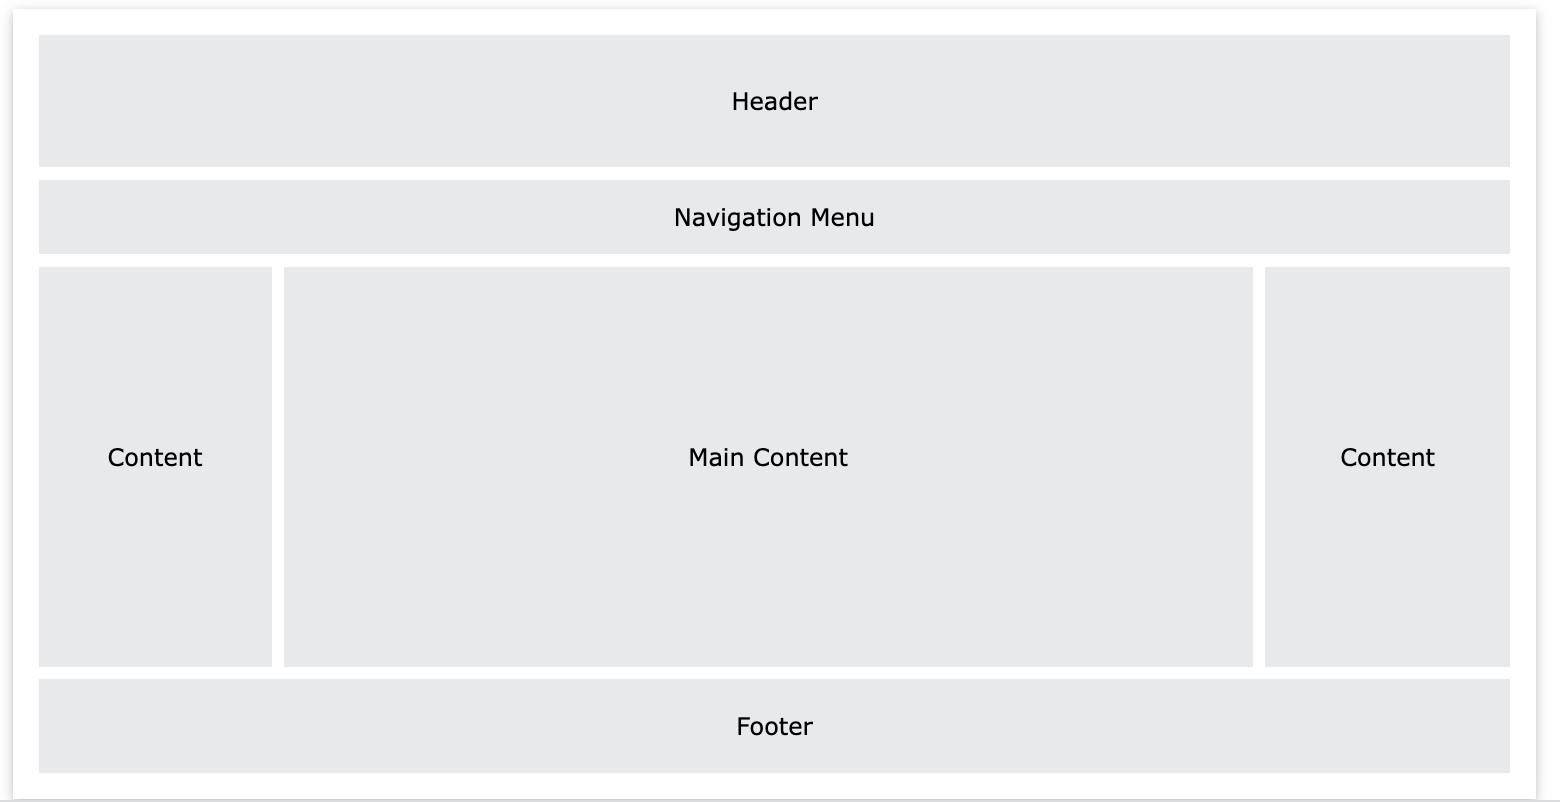 Header
Navigation Menu
Content
Main Content
Content
Footer